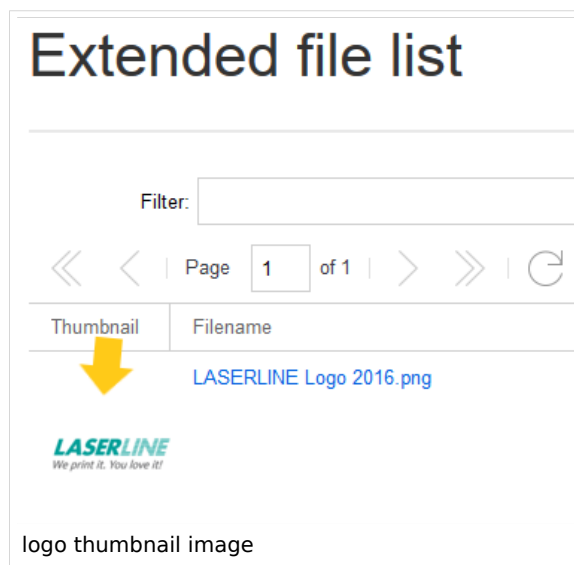 Extended file list
Filter:
Page 1 of 1
Thumbnail Filename
LASERLINE Logo 2016.png
LASERLINE
We print it. You love it!
logo thumbnail image